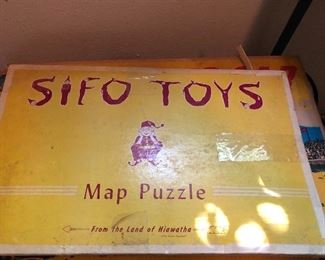 SIFO TOYS
Map Puzzle
From the Land of Hiawatha